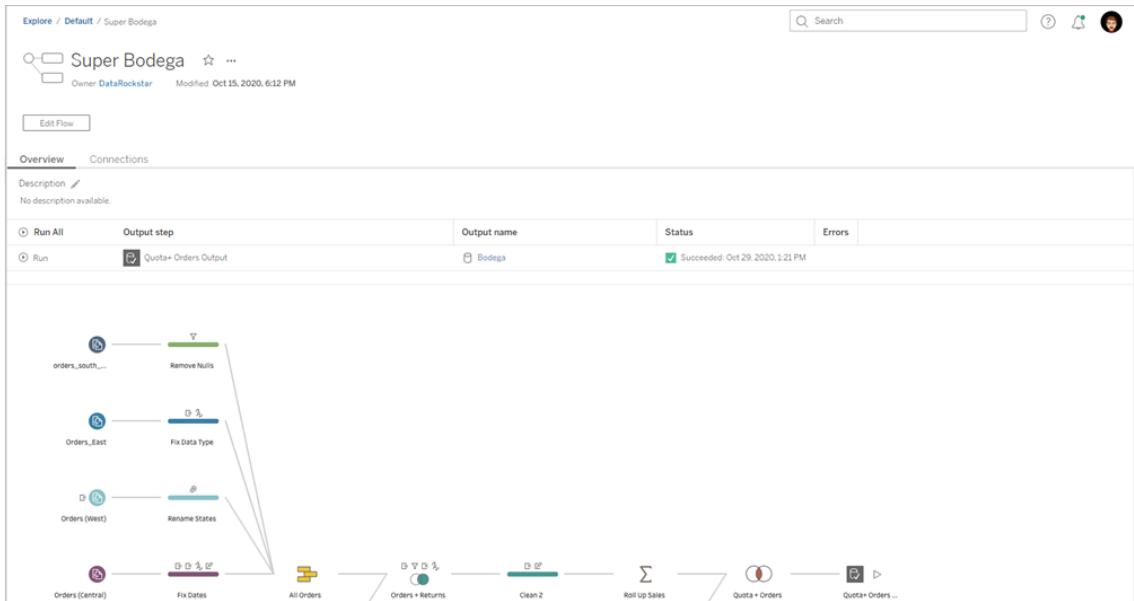 Explore / Default / Super Bodega
Search
Super Bodega
Owner DataRockstar Modified Oct 15, 2020, 6:12 PM
Edit Flow
Overview Connections
Description
No description available.
Run All Output step Output name Status Errors
Run Quota+ Orders Output Bodega Succeeded: Oct 29, 2020, 1:21 PM
orders_south_... Remove Nulls
Orders_East Fix Data Type
Orders (West) Rename States
Orders (Central) Fix Dates All Orders Orders + Returns Clean 2 Roll Up Sales Quota + Orders Quota+ Orders ...